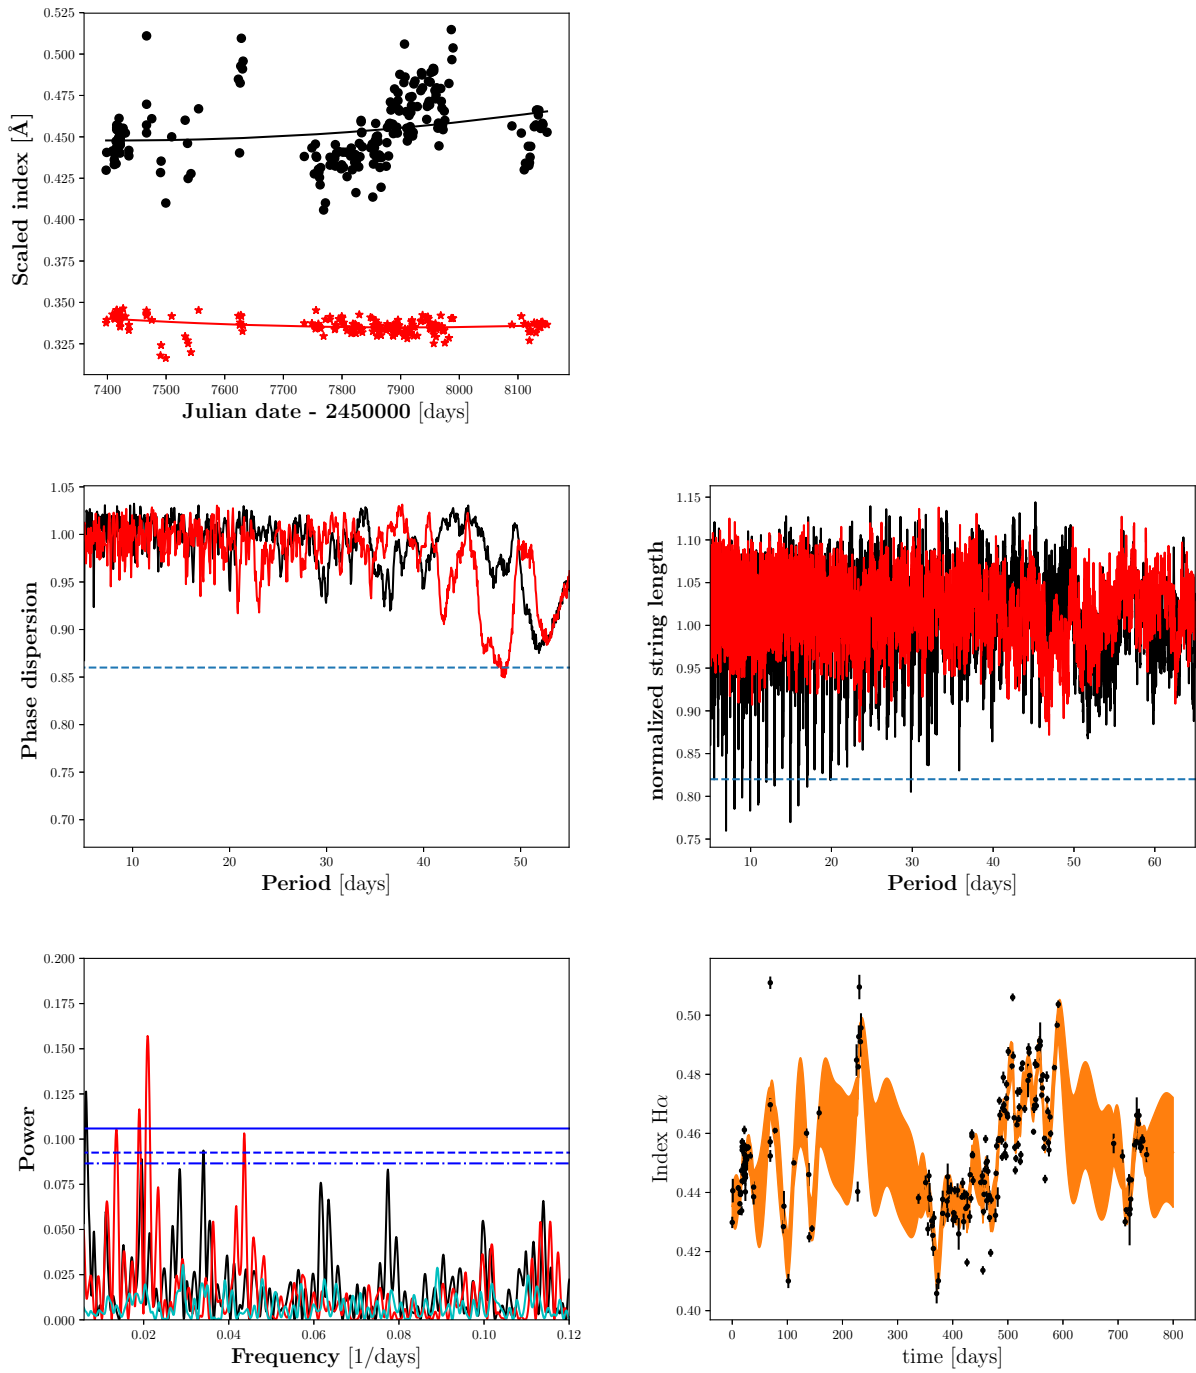 0.525
0.500
0.475
0.450
0.425
0.400
0.375
0.350
0.325
Scaled index [Å]
7400 7500 7600 7700 7800 7900 8000 8100
Julian date - 2450000 [days]
1.05
1.00
0.95
0.90
0.85
0.80
0.75
0.70
Phase dispersion
10 20 30 40 50
Period [days]
1.15
1.10
1.05
1.00
0.95
0.90
0.85
0.80
0.75
normalized string length
10 20 30 40 50 60
Period [days]
0.200
0.175
0.150
0.125
0.100
0.075
0.050
0.025
0.000
Power
0.02 0.04 0.06 0.08 0.10 0.12
Frequency [1/days]
0.50
0.48
0.46
0.44
0.42
0.40
Index Hα
0 100 200 300 400 500 600 700 800
time [days]